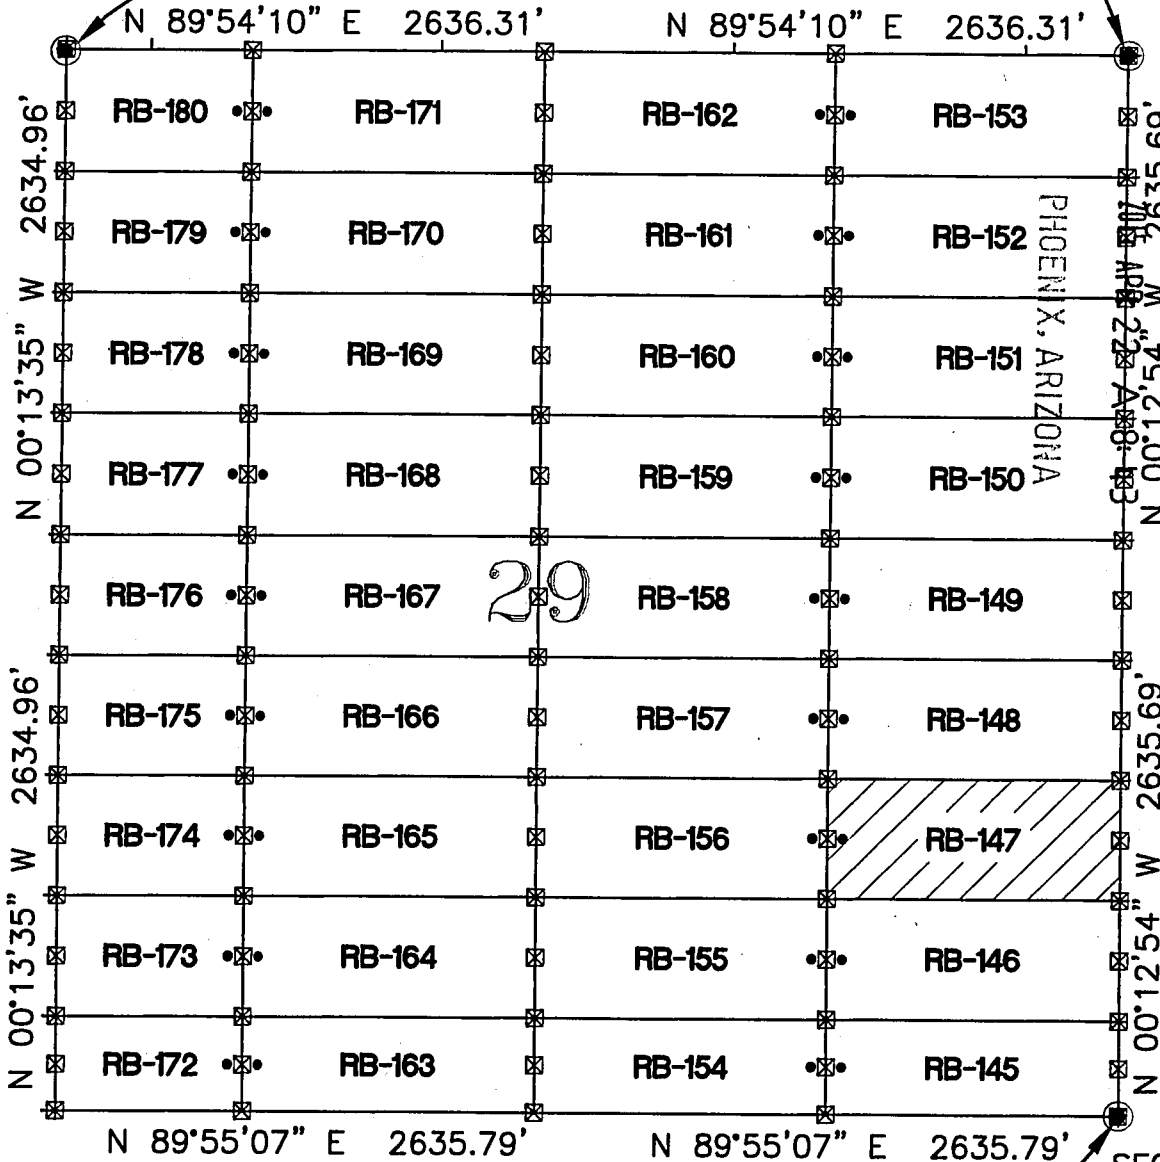 N 89°54'10" E 2636.31' N 89°54'10" E 2636.31'
RB-180 RB-171 RB-162 RB-153
RB-179 RB-170 RB-161 RB-152
RB-178 RB-169 RB-160 RB-151
RB-177 RB-168 RB-159 RB-150
29
RB-176 RB-167 RB-158 RB-149
RB-175 RB-166 RB-157 RB-148
RB-174 RB-165 RB-156 RB-147
RB-173 RB-164 RB-155 RB-146
RB-172 RB-163 RB-154 RB-145
N 89°55'07" E 2635.79' N 89°55'07" E 2635.79'
N 00°13'35" W 2634.96'
N 00°13'35" W 2634.96'
N 00°12'54" W 2635.69'
N 00°12'54" W 2635.69'
PHOENIX, ARIZONA
APR 22 A 8: